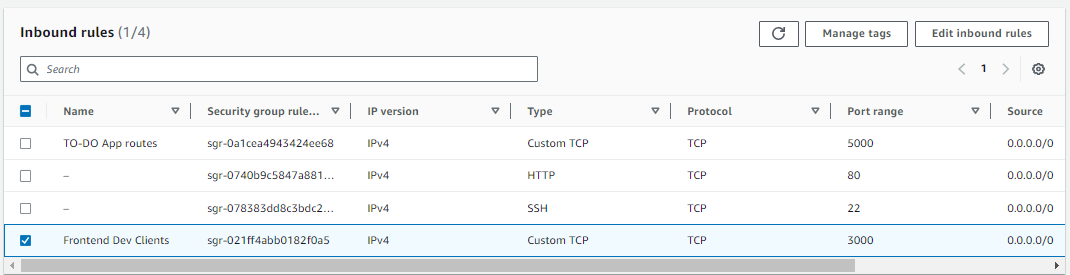 Inbound rules (1/4)
Manage tags
Edit inbound rules
Search
1
Name Security group rule... IP version Type Protocol Port range Source
TO-DO App routes sgr-0a1cea4943424ee68 IPv4 Custom TCP TCP 5000 0.0.0.0/0
– sgr-0740b9c5847a881... IPv4 HTTP TCP 80 0.0.0.0/0
– sgr-078383dd8c3bdc2... IPv4 SSH TCP 22 0.0.0.0/0
Frontend Dev Clients sgr-021ff4abb0182f0a5 IPv4 Custom TCP TCP 3000 0.0.0.0/0